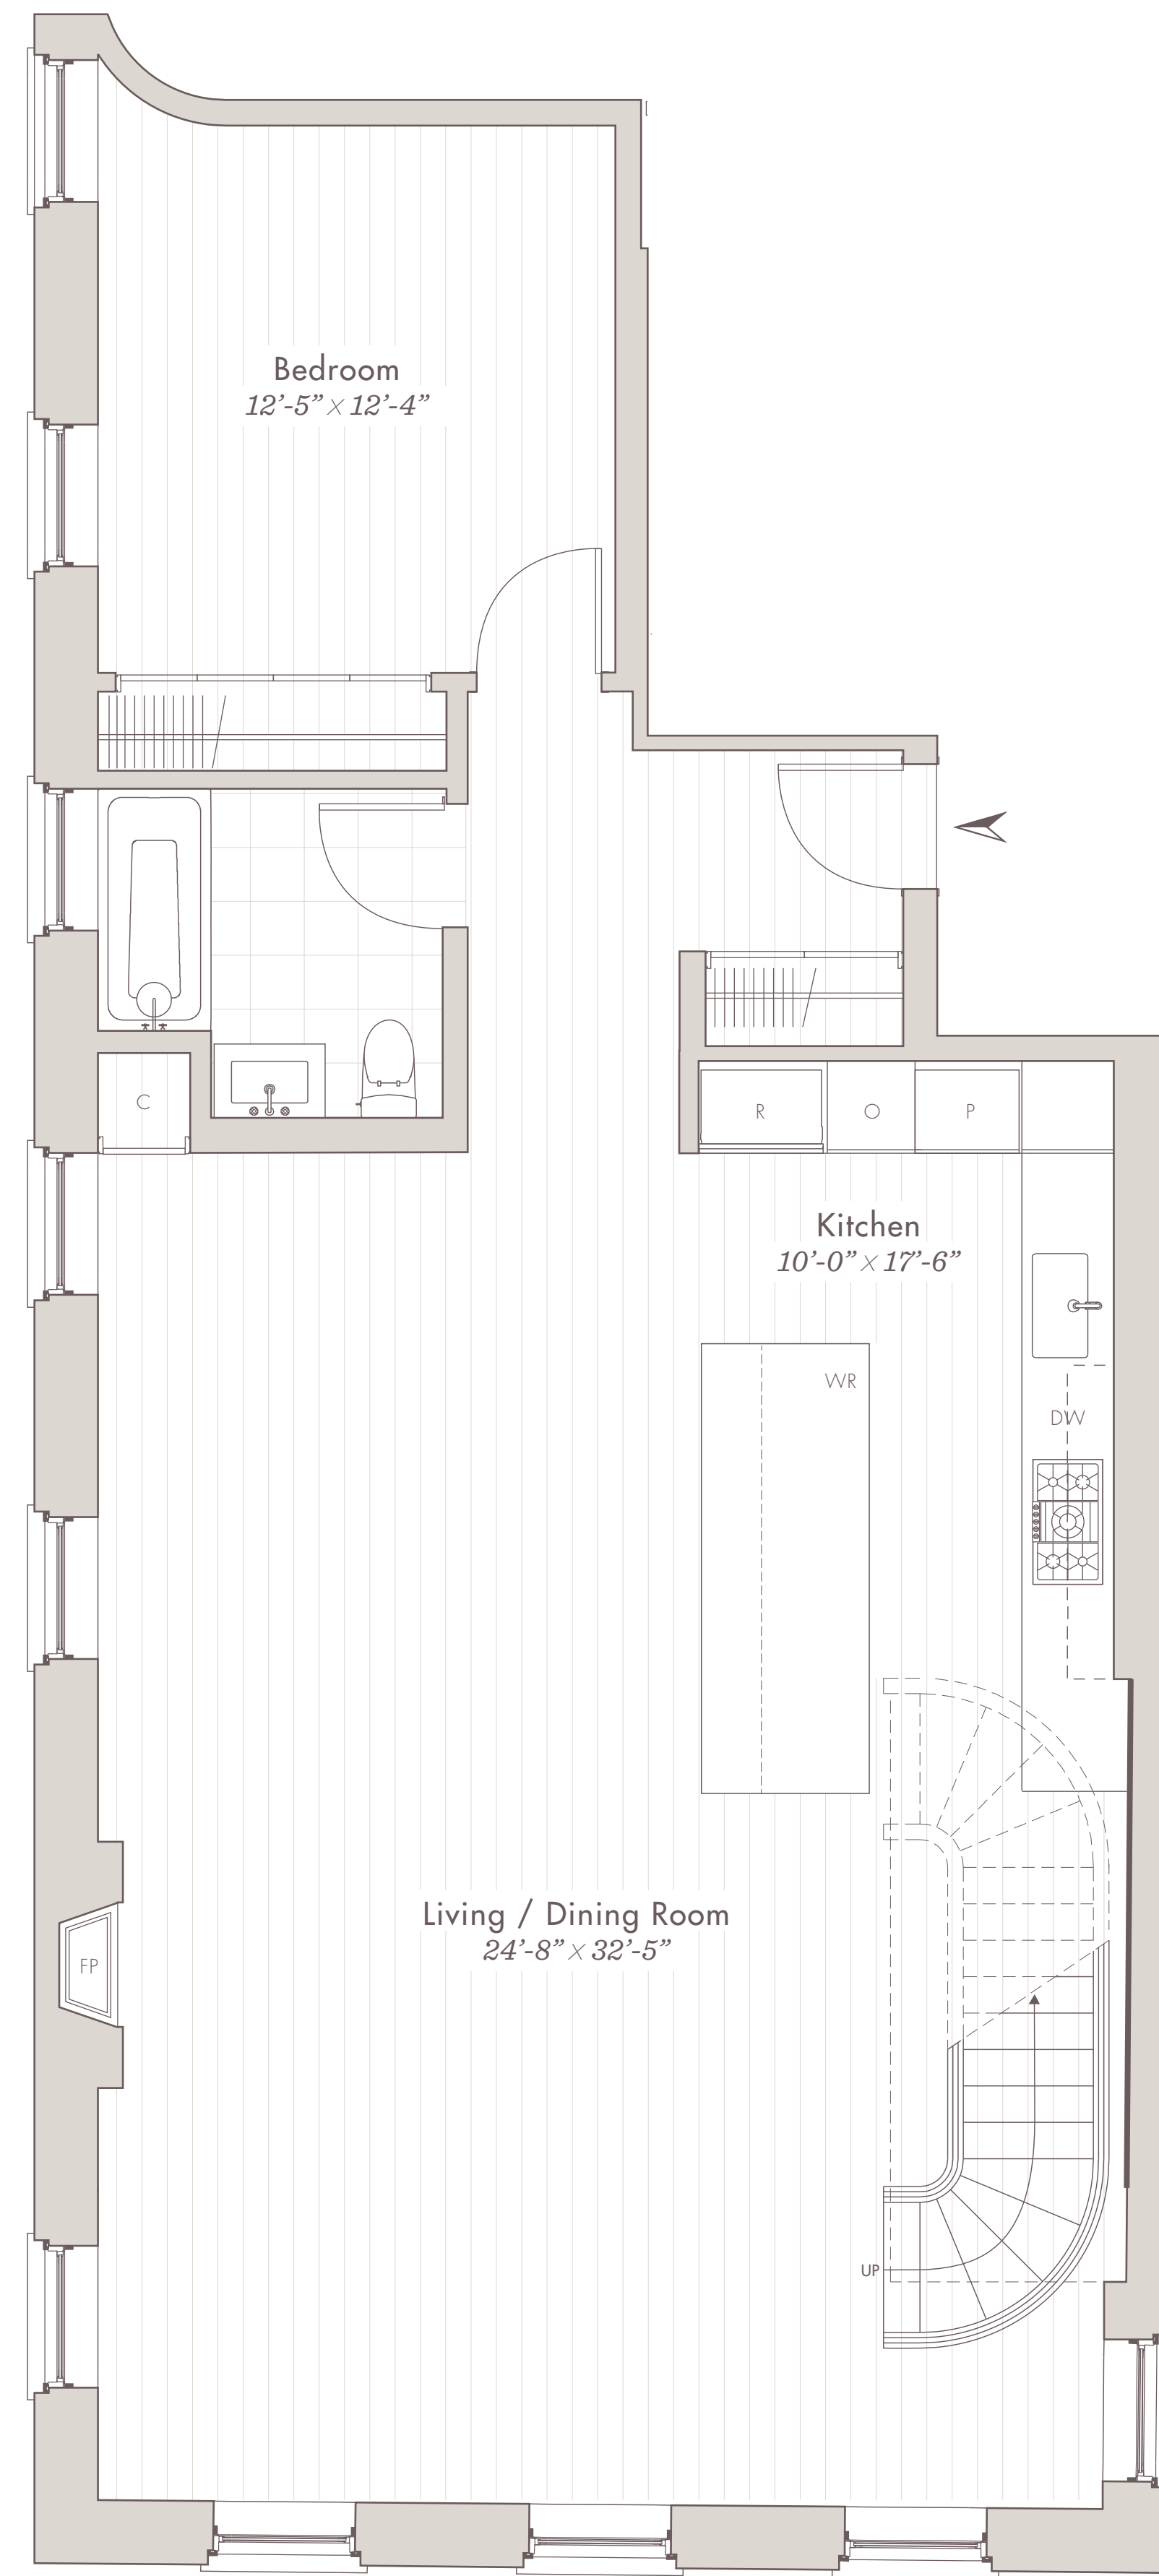 Bedroom
12’-5” × 12’-4”
C
R
O
P
Kitchen
10’-0” × 17’-6”
WR
DW
Living / Dining Room
24’-8” × 32’-5”
FP
UP